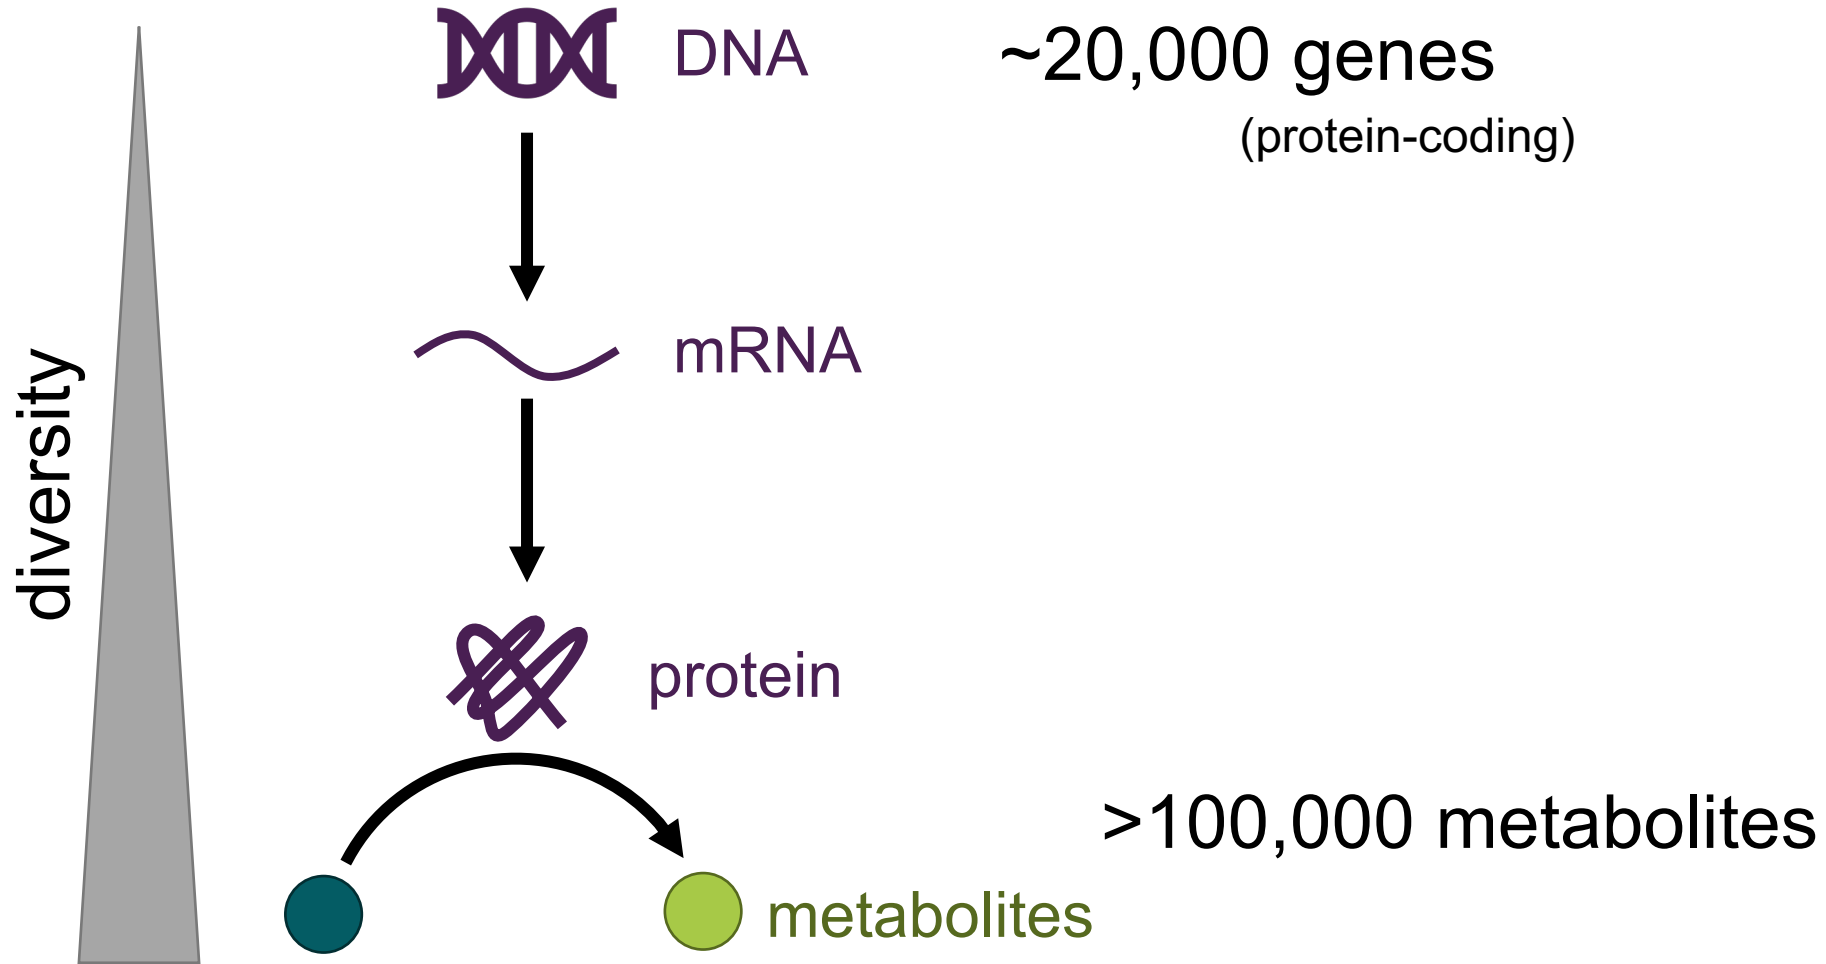 DNA
~20,000 genes
(protein-coding)
mRNA
diversity
protein
>100,000 metabolites
metabolites